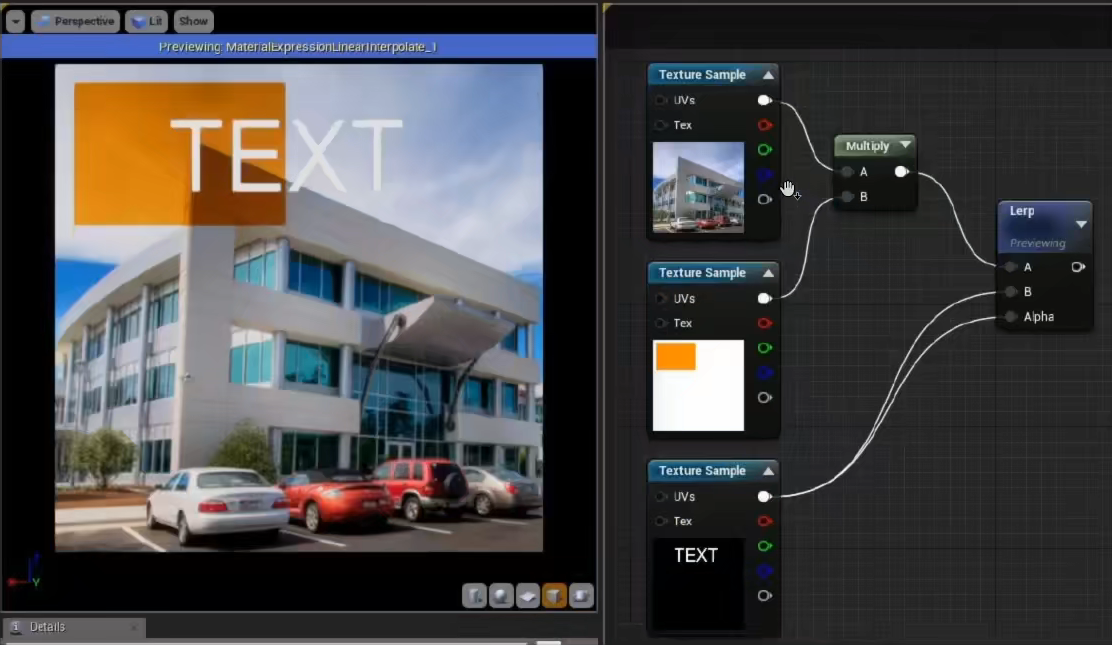 Perspective Lit Show
Previewing: MaterialExpressionLinearInterpolate_1
TEXT
Details
Texture Sample
UVs
Tex
Multiply
A
B
Lerp
Previewing
A
B
Alpha
Texture Sample
UVs
Tex
Texture Sample
UVs
Tex
TEXT